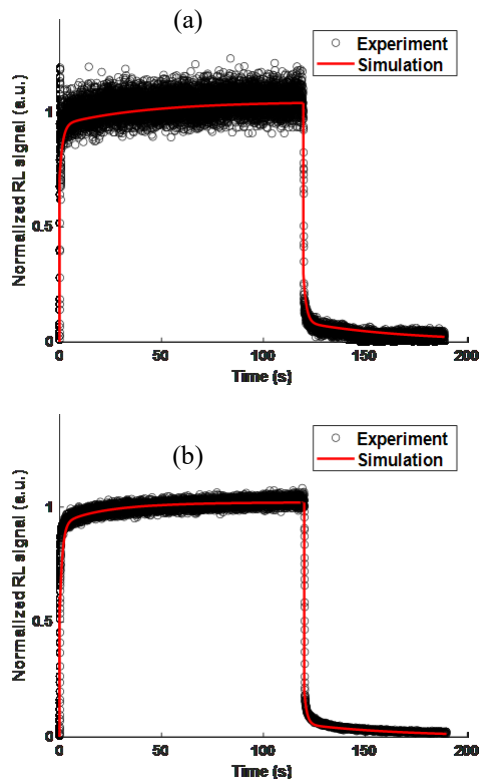 (a)
Experiment
Simulation
Normalized RL signal (a.u.)
1
0.5
0
0 50 100 150 200
Time (s)
(b)
Experiment
Simulation
Normalized RL signal (a.u.)
1
0.5
0
0 50 100 150 200
Time (s)